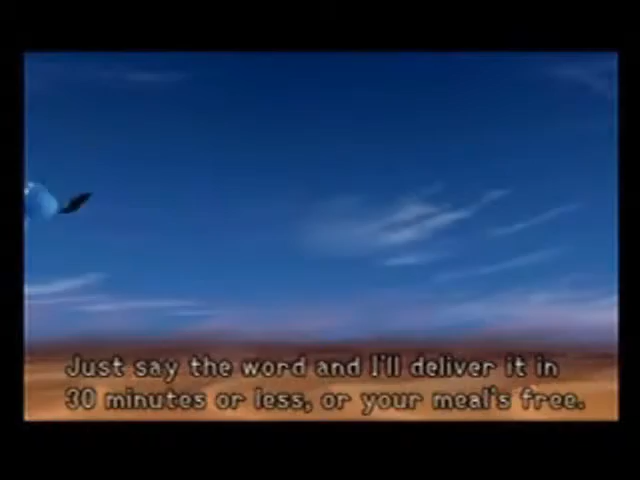 Just say the word and I'll deliver it in
30 minutes or less, or your meal's free.